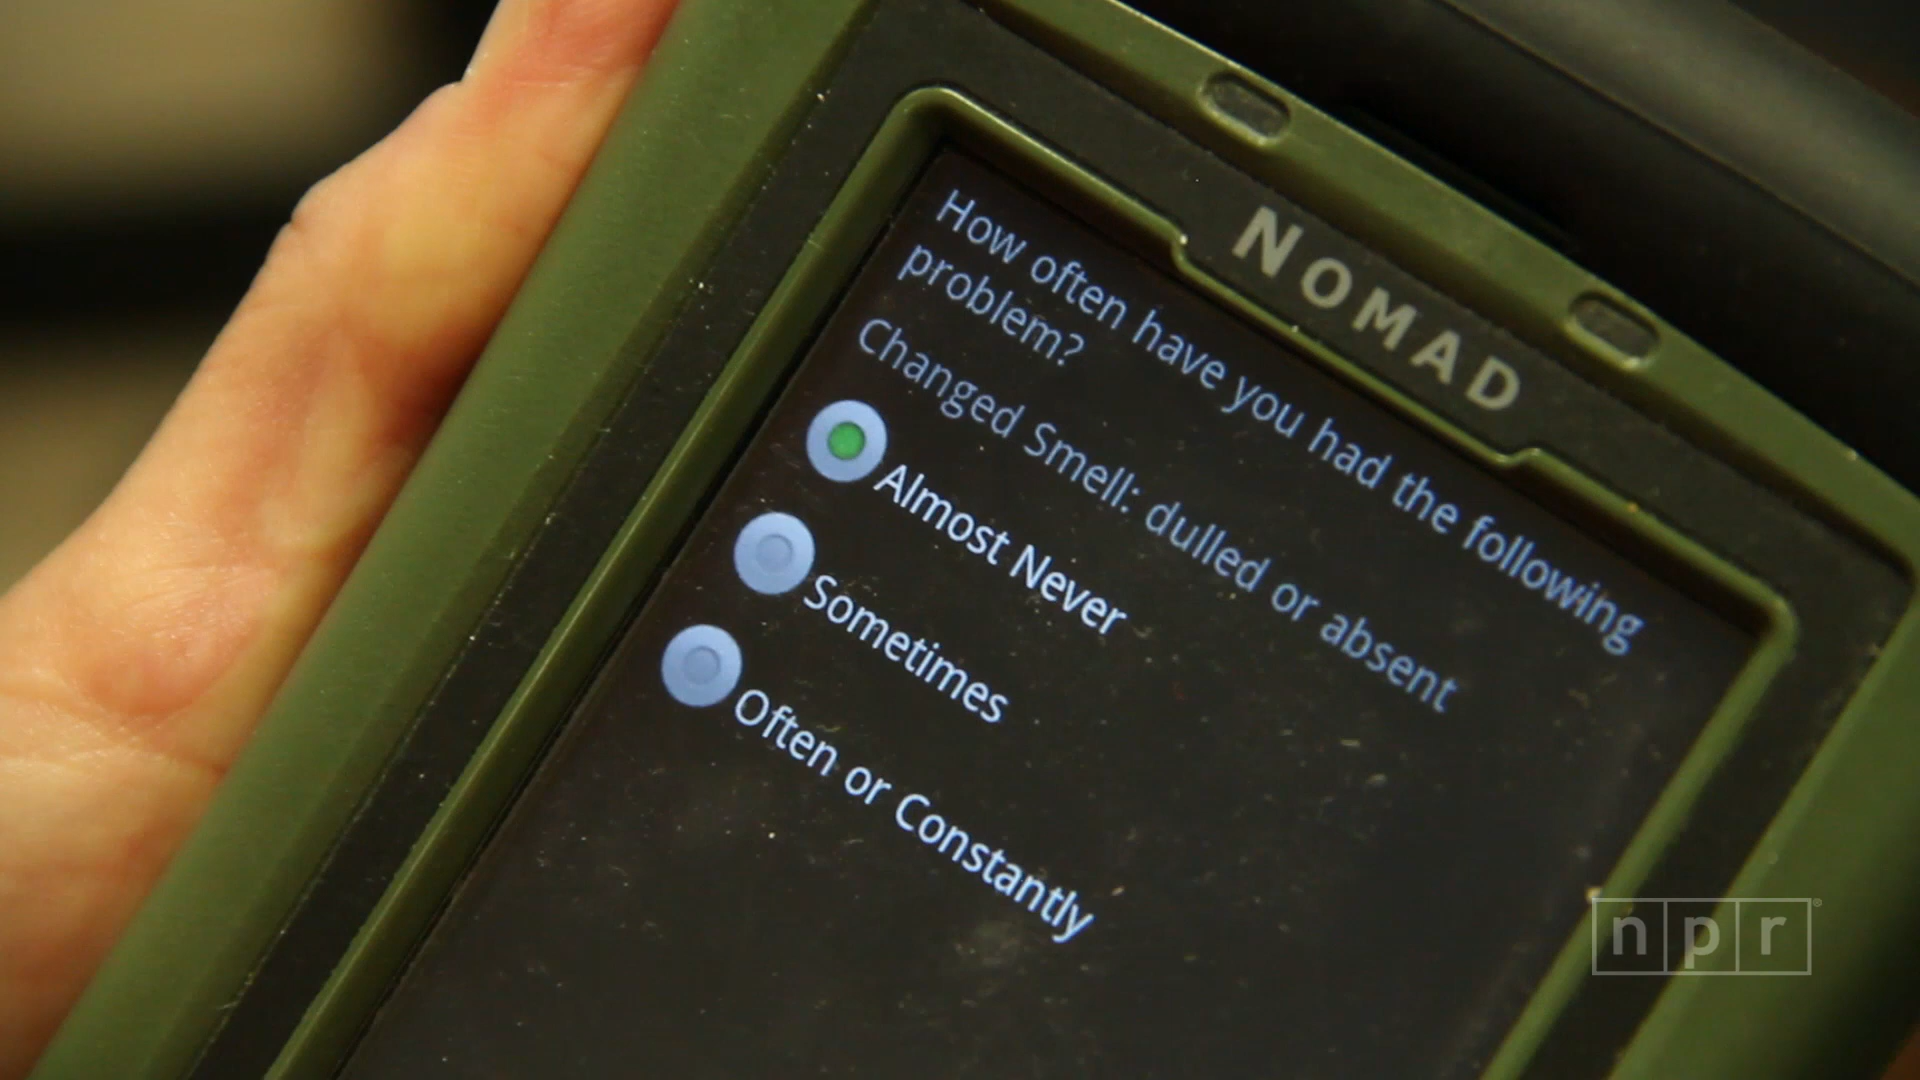 NOMAD
How often have you had the following
problem?
Changed Smell: dulled or absent
Almost Never
Sometimes
Often or Constantly
npr®